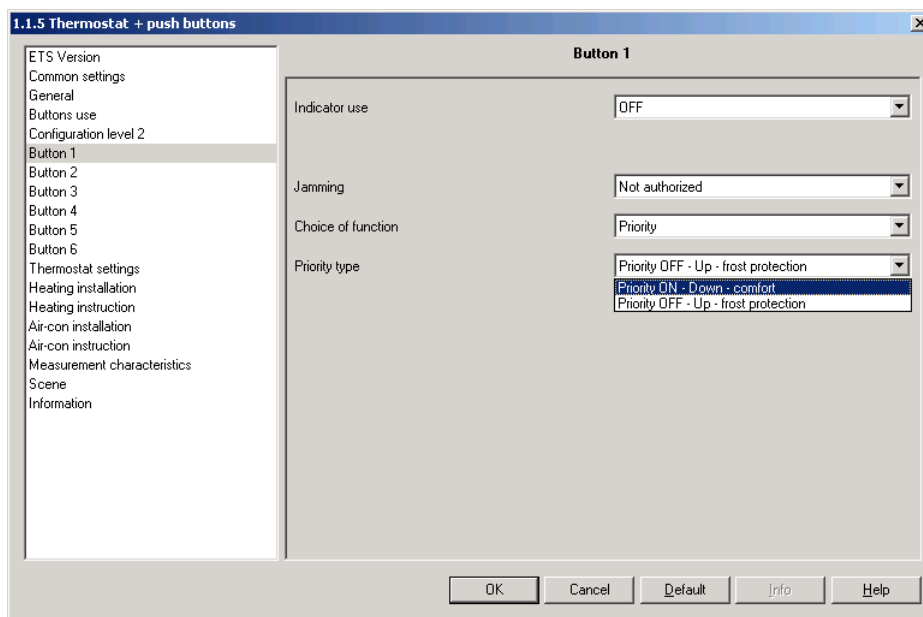 1.1.5 Thermostat + push buttons
ETS Version
Common settings
General
Buttons use
Configuration level 2
Button 1
Button 2
Button 3
Button 4
Button 5
Button 6
Thermostat settings
Heating installation
Heating instruction
Air-con installation
Air-con instruction
Measurement characteristics
Scene
Information
Button 1
Indicator use
OFF
Jamming
Not authorized
Choice of function
Priority
Priority type
Priority OFF - Up - frost protection
Priority ON - Down - comfort
Priority OFF - Up - frost protection
OK
Cancel
Default
Info
Help